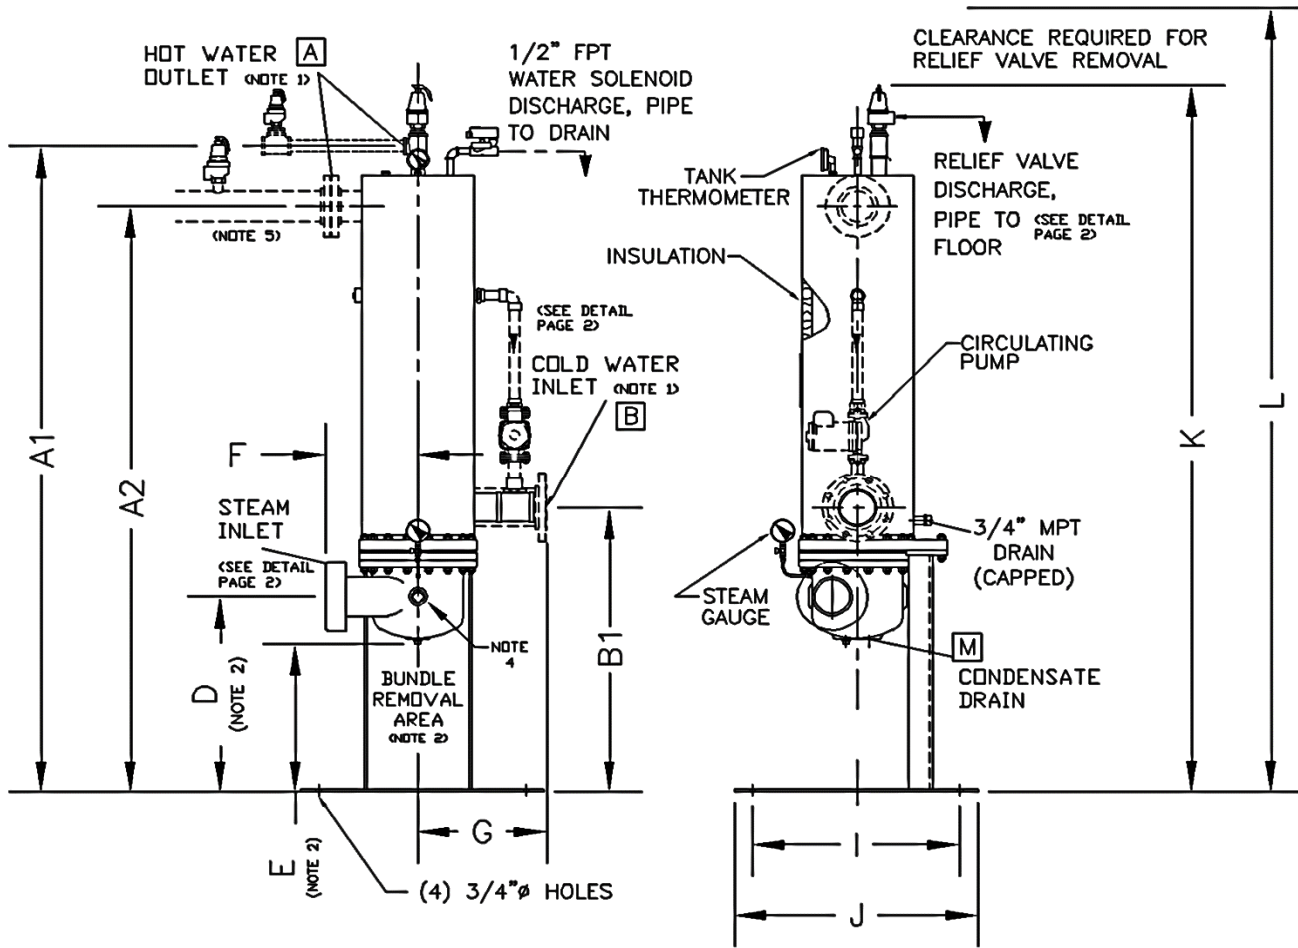 HOT WATER A
OUTLET (NOTE 1)
1/2" FPT
WATER SOLENOID
DISCHARGE, PIPE
TO DRAIN
CLEARANCE REQUIRED FOR
RELIEF VALVE REMOVAL
TANK
THERMOMETER
RELIEF VALVE
DISCHARGE,
PIPE TO (SEE DETAIL
FLOOR PAGE 2)
(NOTE 5)
INSULATION
(SEE DETAIL
PAGE 2)
COLD WATER
INLET (NOTE 1)
B
CIRCULATING
PUMP
A1
A2
F
K
L
STEAM
INLET
(SEE DETAIL
PAGE 2)
3/4" MPT
DRAIN
(CAPPED)
STEAM
GAUGE
NOTE
4
B1
M
CONDENSATE
DRAIN
D
(NOTE 2)
BUNDLE
REMOVAL
AREA
(NOTE 2)
E
(NOTE 2)
G
I
J
(4) 3/4"ø HOLES